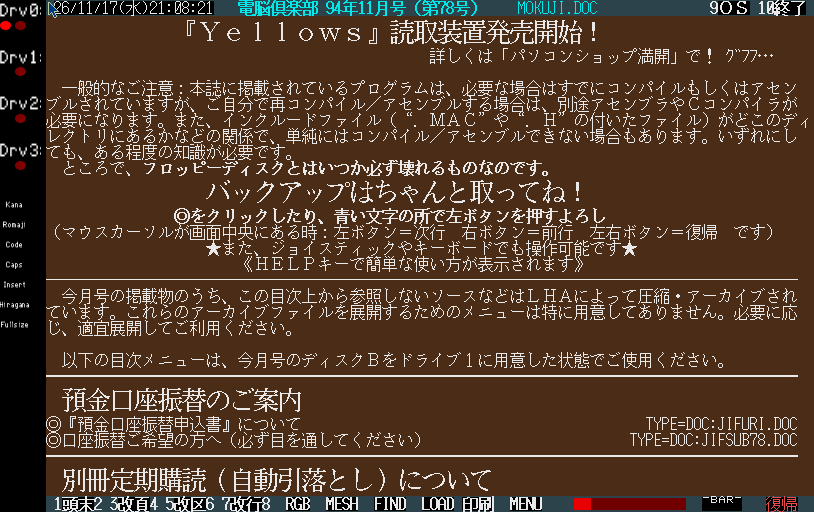 Drv0:
Drv1:
Drv2:
Drv3:
Kana
Romaji
Code
Caps
Insert
Hiragana
Fullsize
26/11/17(水)21:08:21 電脳倶楽部 94年11月号(第78号) MOKUJI.DOC 9OS 10終了
『Ｙｅｌｌｏｗｓ』読取装置発売開始！
詳しくは「パソコンショップ満開」で！ グフフ…
一般的なご注意：本誌に掲載されているプログラムは、必要な場合はすでにコンパイルもしくはアセン
ブルされていますが、ご自分で再コンパイル／アセンブルする場合は、別途アセンブラやＣコンパイラが
必要になります。また、インクルードファイル（“．ＭＡＣ”や“．Ｈ”の付いたファイル）がどこのディ
レクトリにあるかなどの関係で、単純にはコンパイル／アセンブルできない場合もあります。いずれにし
ても、ある程度の知識が必要です。
ところで、フロッピーディスクとはいつか必ず壊れるものなのです。
バックアップはちゃんと取ってね！
◎をクリックしたり、青い文字の所で左ボタンを押すよろし
（マウスカーソルが画面中央にある時：左ボタン＝次行 右ボタン＝前行 左右ボタン＝復帰 です）
★また、ジョイスティックやキーボードでも操作可能です★
《ＨＥＬＰキーで簡単な使い方が表示されます》
今月号の掲載物のうち、この目次上から参照しないソースなどはＬＨＡによって圧縮・アーカイブされ
ています。これらのアーカイブファイルを展開するためのメニューは特に用意してありません。必要に応
じ、適宜展開してご利用ください。
以下の目次メニューは、今月号のディスクＢをドライブ１に用意した状態でご使用ください。
預金口座振替のご案内
◎『預金口座振替申込書』について TYPE=DOC:JIFURI.DOC
◎口座振替ご希望の方へ（必ず目を通してください） TYPE=DOC:JIFSUB78.DOC
別冊定期購読（自動引落とし）について
1頭末2 3改頁4 5改区6 7改行8 RGB MESH FIND LOAD 印刷 MENU -BAR- 復帰